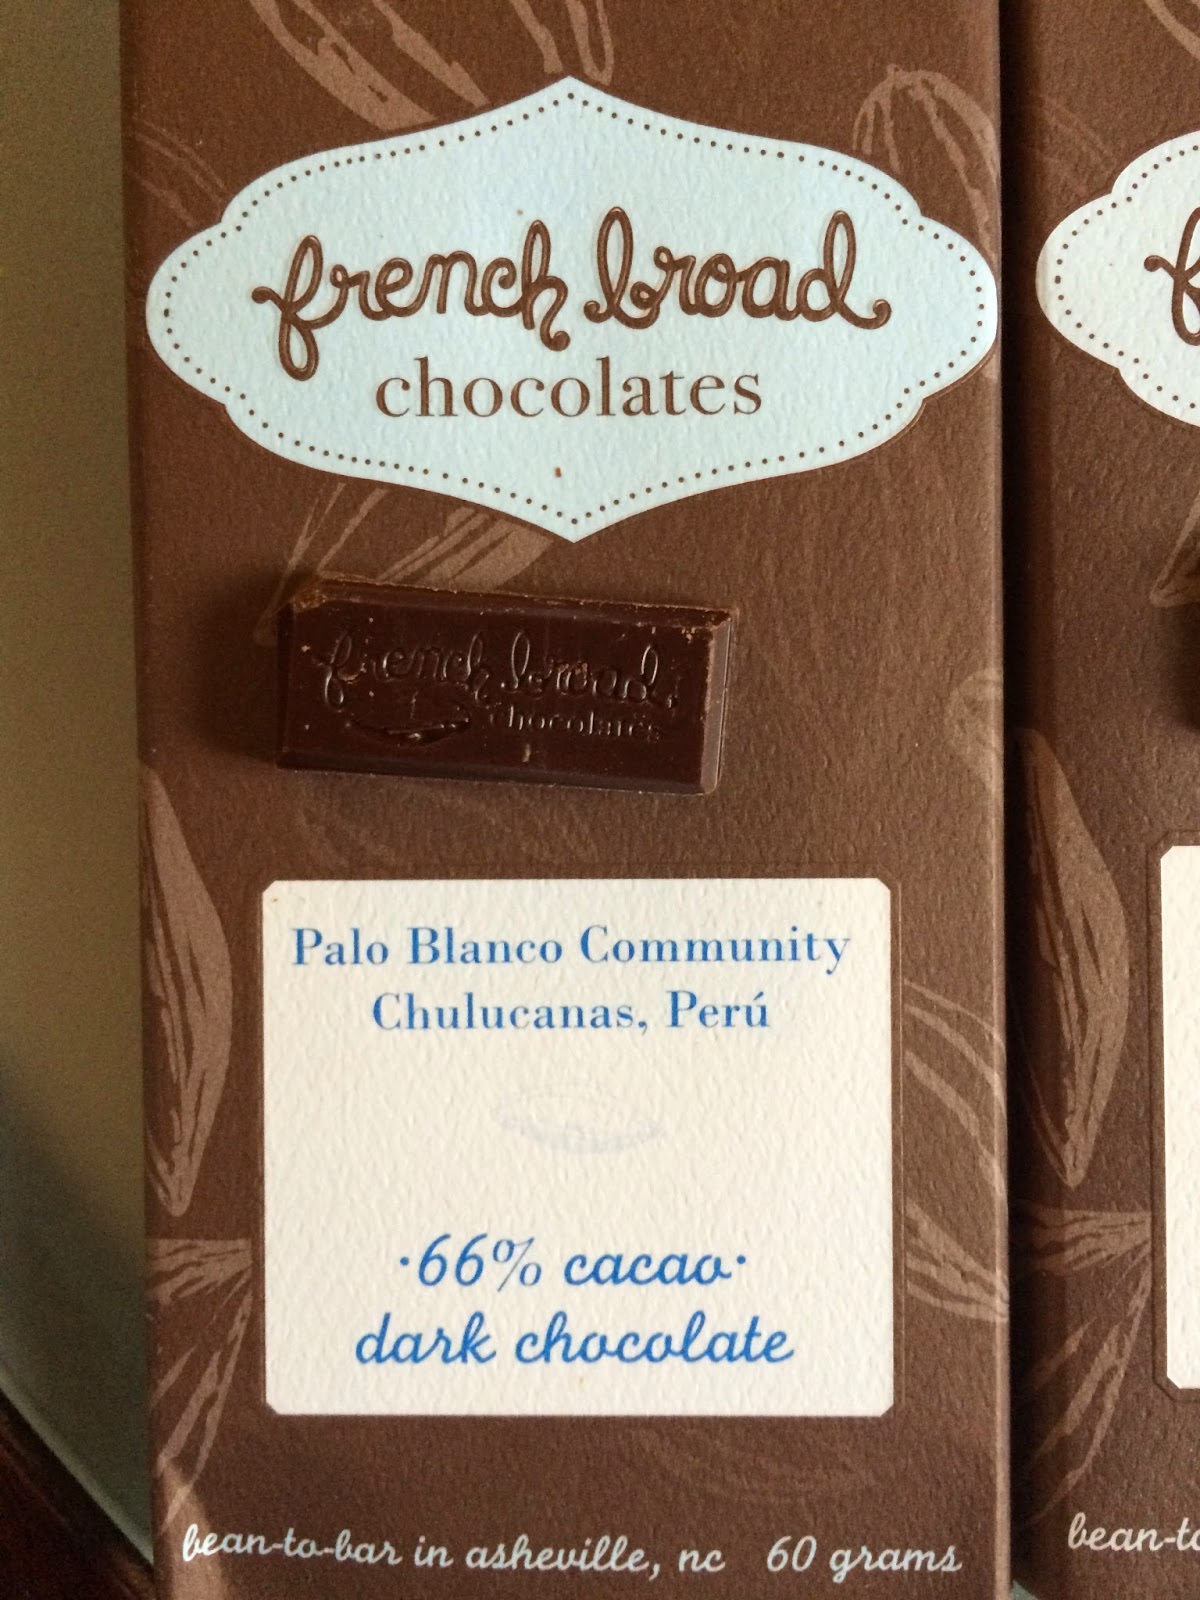 french broad
chocolates
french broad
chocolates
Palo Blanco Community
Chulucanas, Perú
·66% cacao·
dark chocolate
bean-to-bar in asheville, nc 60 grams